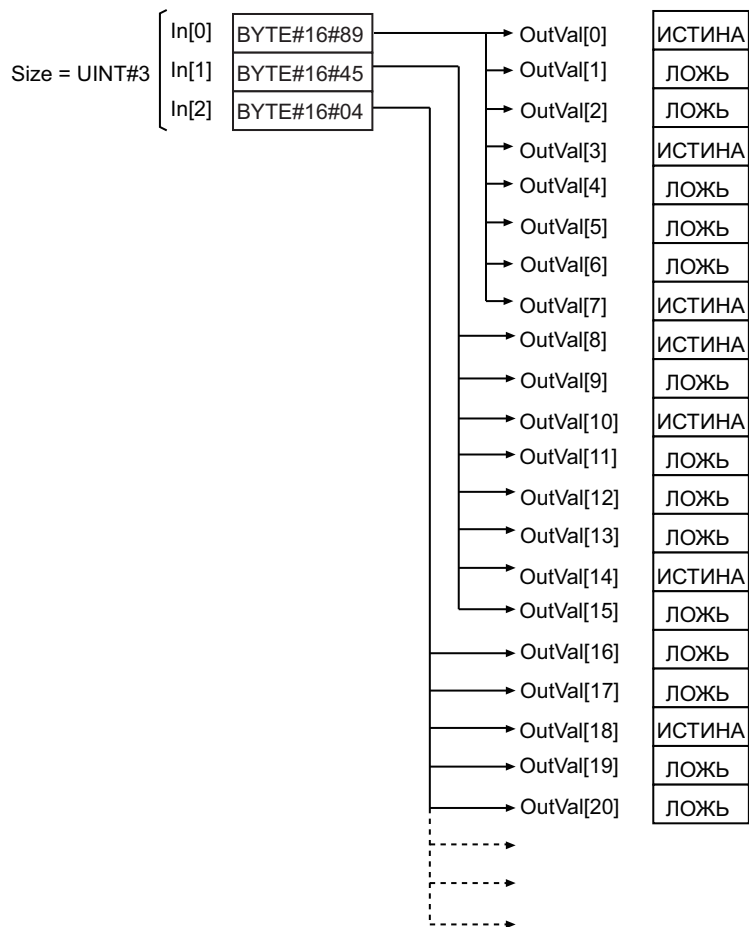 In[0] BYTE#16#89 OutVal[0] ИСТИНА
Size = UINT#3 In[1] BYTE#16#45 OutVal[1] ЛОЖЬ
In[2] BYTE#16#04 OutVal[2] ЛОЖЬ
OutVal[3] ИСТИНА
OutVal[4] ЛОЖЬ
OutVal[5] ЛОЖЬ
OutVal[6] ЛОЖЬ
OutVal[7] ИСТИНА
OutVal[8] ИСТИНА
OutVal[9] ЛОЖЬ
OutVal[10] ИСТИНА
OutVal[11] ЛОЖЬ
OutVal[12] ЛОЖЬ
OutVal[13] ЛОЖЬ
OutVal[14] ИСТИНА
OutVal[15] ЛОЖЬ
OutVal[16] ЛОЖЬ
OutVal[17] ЛОЖЬ
OutVal[18] ИСТИНА
OutVal[19] ЛОЖЬ
OutVal[20] ЛОЖЬ